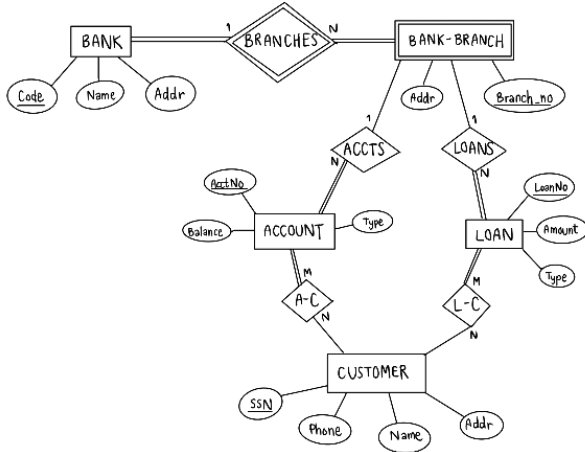 BANK
1
BRANCHES
N
BANK-BRANCH
Code
Name
Addr
Addr
Branch_no
1
ACCTS
N
1
LOANS
N
AcctNo
Balance
ACCOUNT
Type
LoanNo
LOAN
Amount
Type
M
A-C
N
M
L-C
N
CUSTOMER
SSN
Phone
Name
Addr